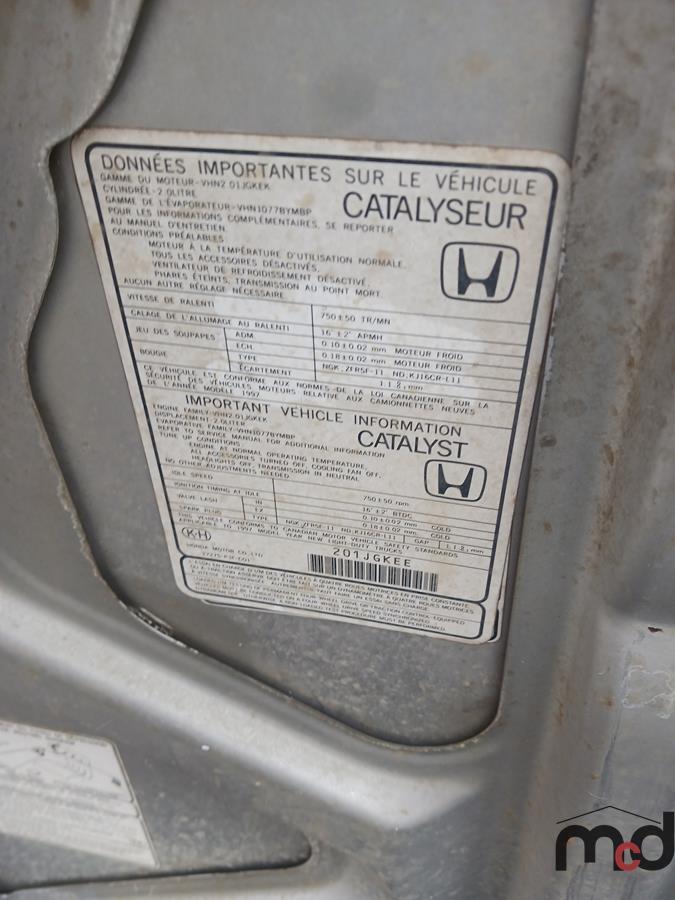 DONNÉES IMPORTANTES SUR LE VÉHICULE
GAMME DU MOTEUR-VHN2.01JGKEK
CYLINDRÉE-2.0LITRE
GAMME DE L'ÉVAPORATEUR-VHN1077BYMBP
CATALYSEUR
POUR LES INFORMATIONS COMPLÉMENTAIRES, SE REPORTER
AU MANUEL D'ENTRETIEN.
CONDITIONS PRÉALABLES:
MOTEUR À LA TEMPÉRATURE D'UTILISATION NORMALE,
TOUS LES ACCESSOIRES DÉSACTIVÉS,
VENTILATEUR DE REFROIDISSEMENT DÉSACTIVÉ,
PHARES ÉTEINTS, TRANSMISSION AU POINT MORT.
AUCUN AUTRE RÉGLAGE NÉCESSAIRE
VITESSE DE RALENTI 750±50 TR/MN
CALAGE DE L'ALLUMAGE AU RALENTI 16°±2° APMH
JEU DES SOUPAPES ADM 0.10±0.02 mm MOTEUR FROID
ECH 0.18±0.02 mm MOTEUR FROID
BOUGIE TYPE NGK:ZFR5F-11 ND:KJ16CR-L11
ÉCARTEMENT 1.1 mm
CE VÉHICULE EST CONFORME AUX NORMES DE LA LOI CANADIENNE SUR LA
SÉCURITÉ DES VÉHICULES MOTEURS RELATIVE AUX CAMIONNETTES NEUVES
DE L'ANNÉE MODÈLE 1997
IMPORTANT VEHICLE INFORMATION
ENGINE FAMILY-VHN2.01JGKEK
DISPLACEMENT-2.0LITER
EVAPORATIVE FAMILY-VHN1077BYMBP
CATALYST
REFER TO SERVICE MANUAL FOR ADDITIONAL INFORMATION
TUNE UP CONDITIONS:
ENGINE AT NORMAL OPERATING TEMPERATURE,
ALL ACCESSORIES TURNED OFF, COOLING FAN OFF,
HEADLIGHTS OFF, TRANSMISSION IN NEUTRAL
NO OTHER ADJUSTMENTS NEEDED
IDLE SPEED 750±50 rpm
IGNITION TIMING AT IDLE 16°±2° BTDC
VALVE LASH IN 0.10±0.02 mm COLD
EX 0.18±0.02 mm COLD
SPARK PLUG TYPE NGK:ZFR5F-11 ND:KJ16CR-L11 GAP 1.1 mm
THIS VEHICLE CONFORMS TO CANADIAN MOTOR VEHICLE SAFETY STANDARDS
APPLICABLE TO 1997 MODEL YEAR NEW LIGHT-DUTY TRUCKS
K-H
HONDA MOTOR CO.,LTD.
201JGKEE
mcd